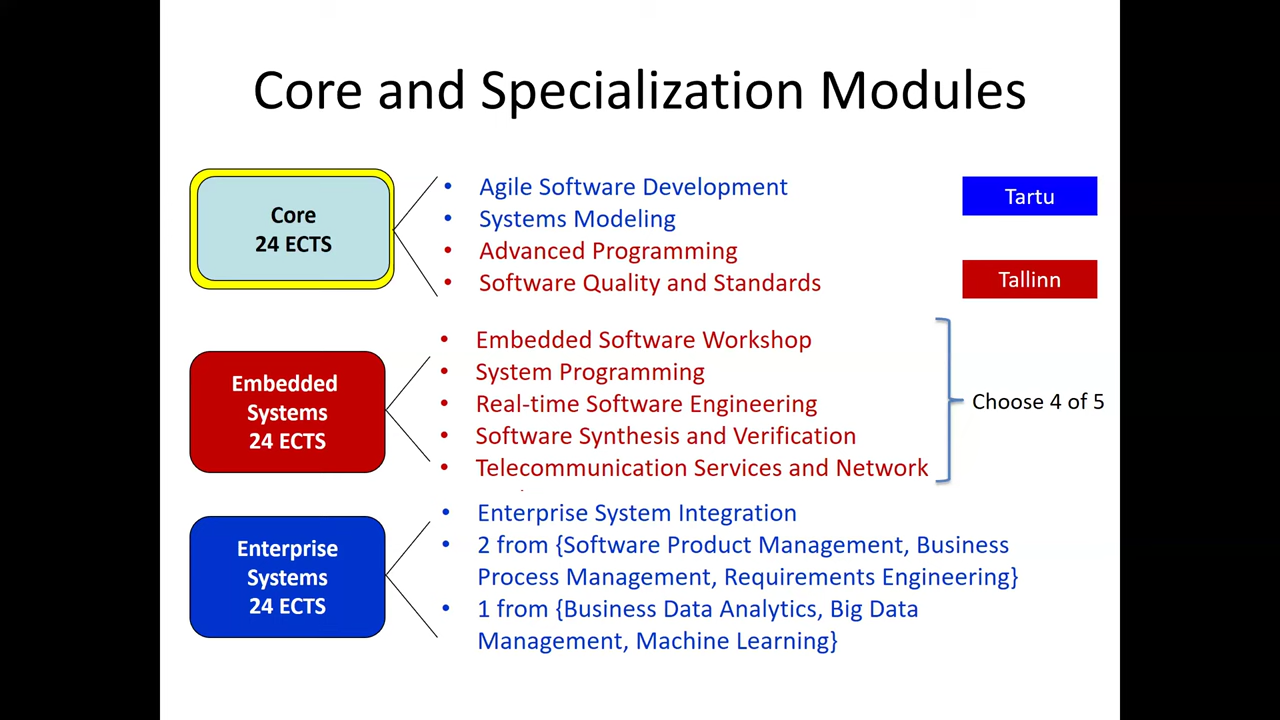 Core and Specialization Modules
Core
24 ECTS
• Agile Software Development
• Systems Modeling
• Advanced Programming
• Software Quality and Standards
Tartu
Tallinn
Embedded
Systems
24 ECTS
• Embedded Software Workshop
• System Programming
• Real-time Software Engineering
• Software Synthesis and Verification
• Telecommunication Services and Network
Choose 4 of 5
Enterprise
Systems
24 ECTS
• Enterprise System Integration
• 2 from {Software Product Management, Business
Process Management, Requirements Engineering}
• 1 from {Business Data Analytics, Big Data
Management, Machine Learning}